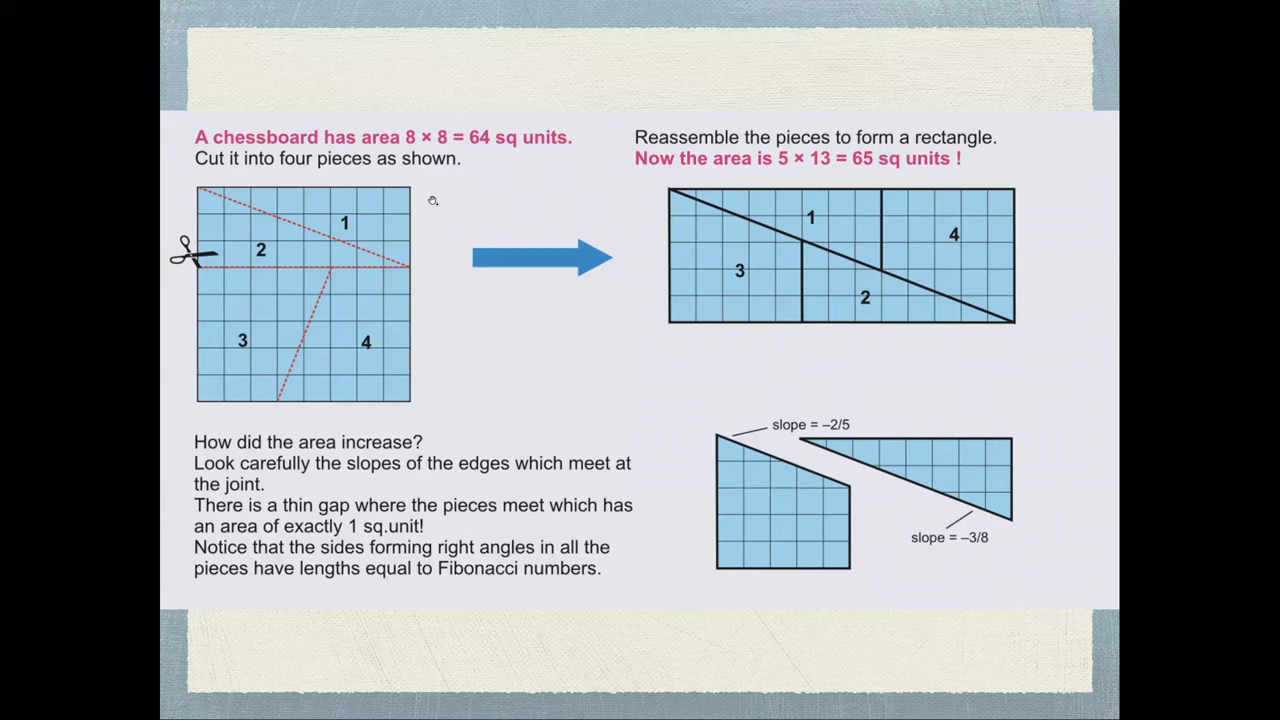 A chessboard has area 8 × 8 = 64 sq units.
Cut it into four pieces as shown.
1
2
3
4
Reassemble the pieces to form a rectangle.
Now the area is 5 × 13 = 65 sq units !
1
4
3
2
How did the area increase?
Look carefully the slopes of the edges which meet at
the joint.
There is a thin gap where the pieces meet which has
an area of exactly 1 sq.unit!
Notice that the sides forming right angles in all the
pieces have lengths equal to Fibonacci numbers.
slope = –2/5
slope = –3/8